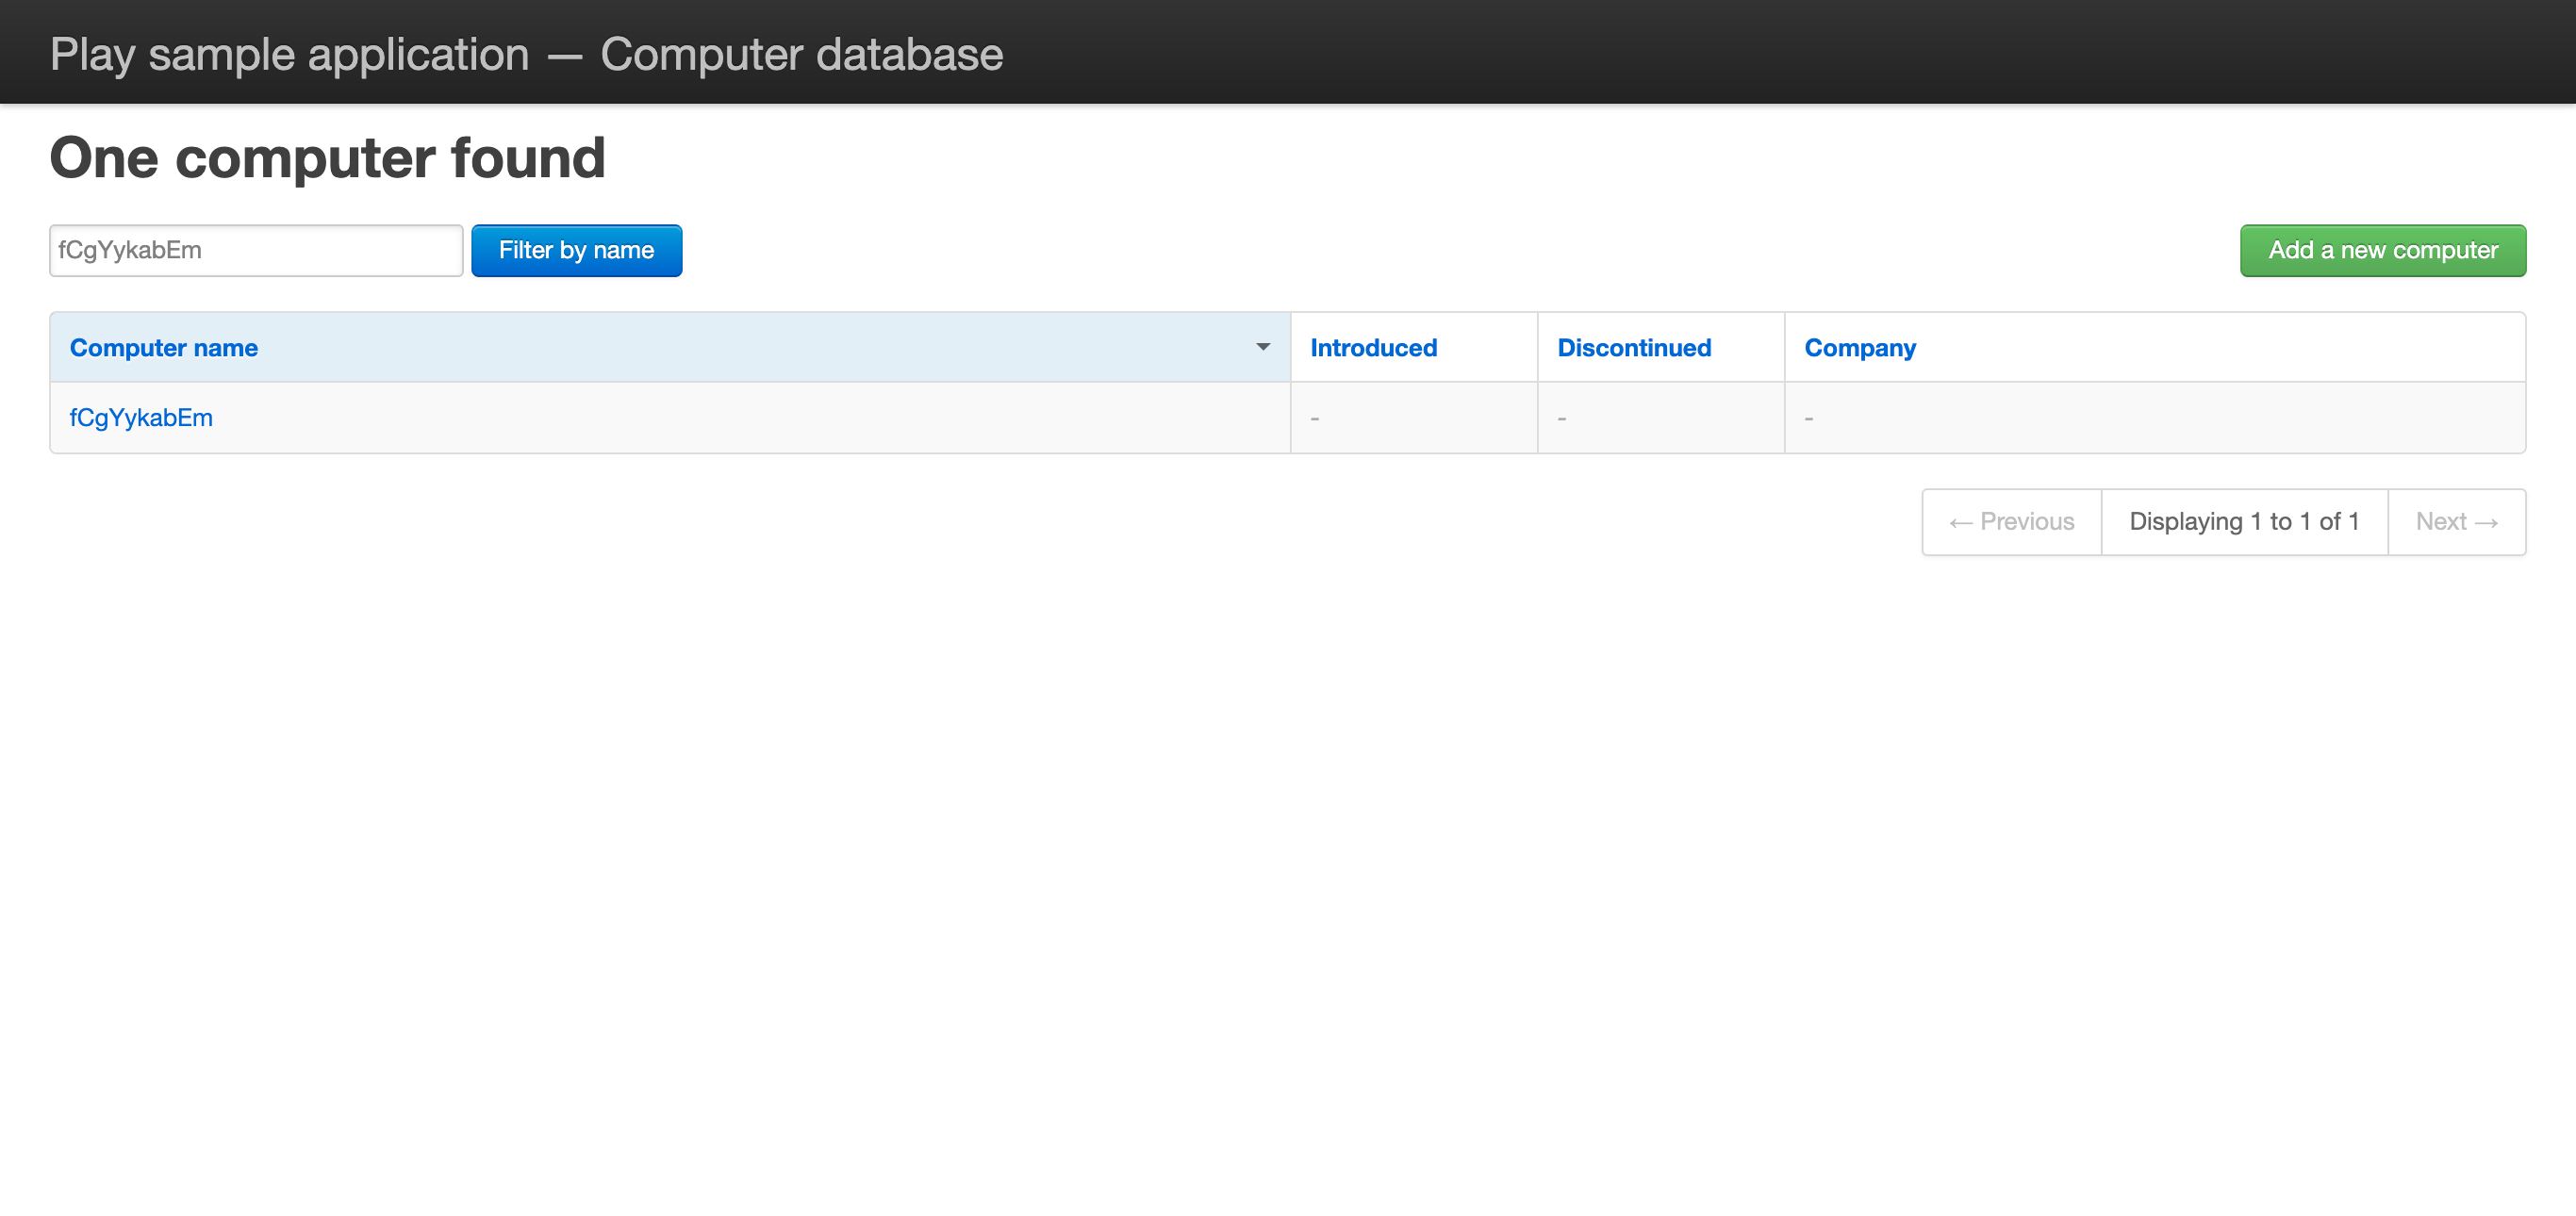 Play sample application — Computer database
One computer found
fCgYykabEm Filter by name Add a new computer
Computer name Introduced Discontinued Company
fCgYykabEm - - -
← Previous Displaying 1 to 1 of 1 Next →